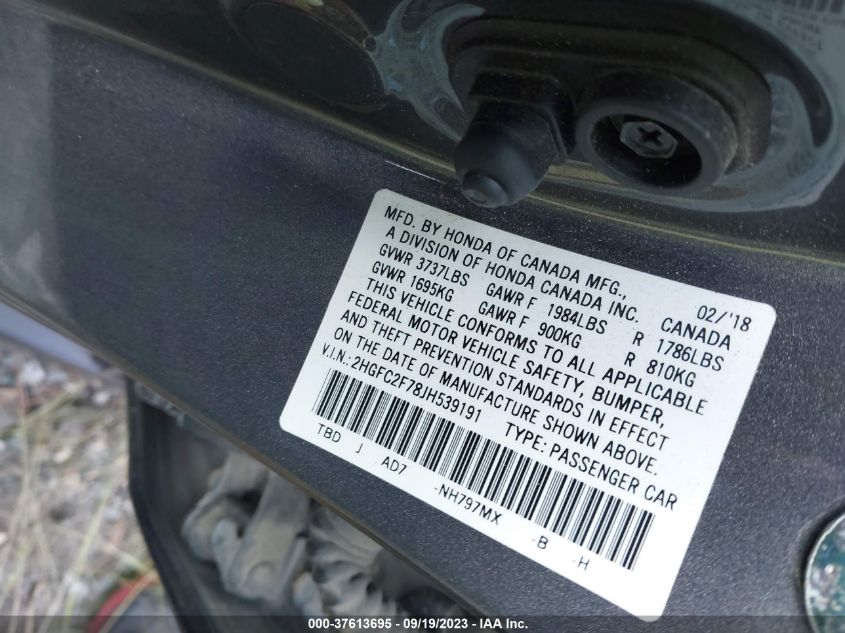 MFD. BY HONDA OF CANADA MFG.,
A DIVISION OF HONDA CANADA INC. 02/'18
GVWR 3737LBS GAWR F 1984LBS CANADA R 1786LBS
GVWR 1695KG GAWR F 900KG R 810KG
THIS VEHICLE CONFORMS TO ALL APPLICABLE
FEDERAL MOTOR VEHICLE SAFETY, BUMPER,
AND THEFT PREVENTION STANDARDS IN EFFECT
ON THE DATE OF MANUFACTURE SHOWN ABOVE.
V.I.N.:2HGFC2F78JH539191 TYPE: PASSENGER CAR
TBD J AD7 -NH797MX -B -H
000-37613695 - 09/19/2023 - IAA Inc.